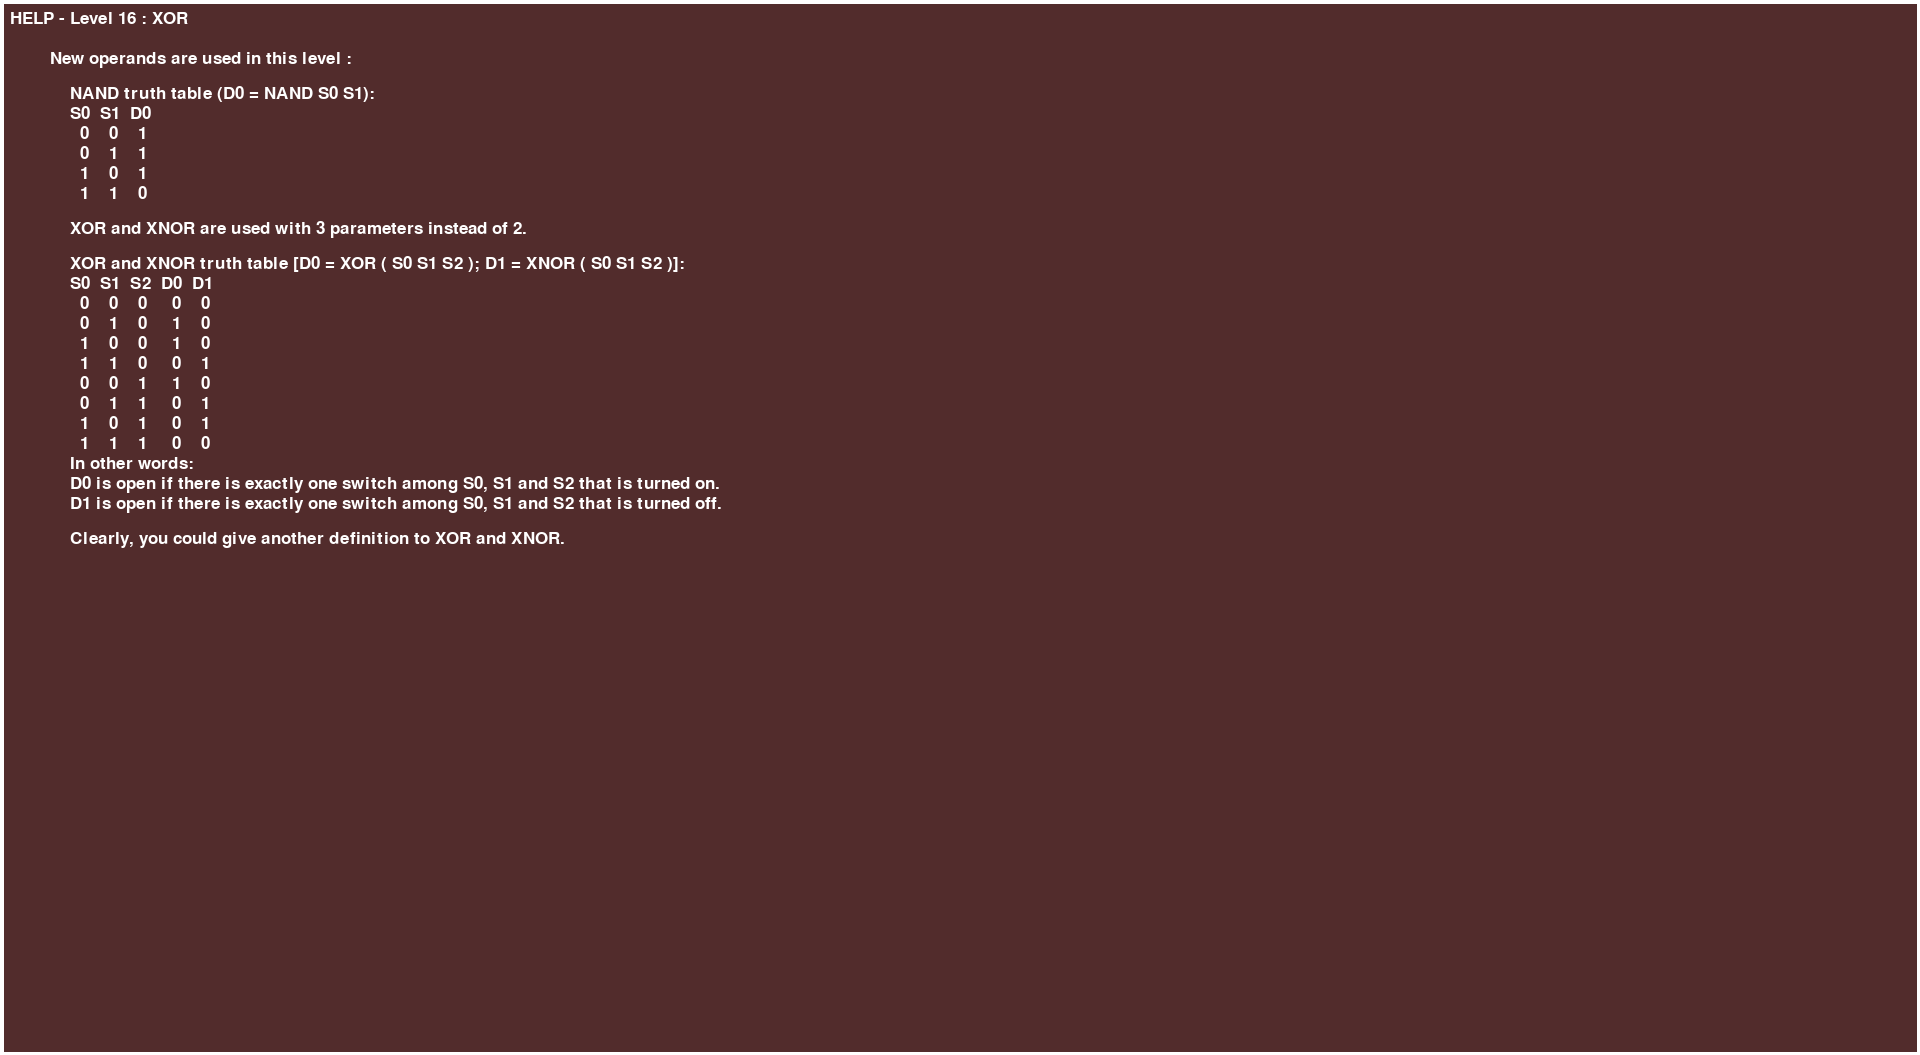 HELP - Level 16 : XOR
New operands are used in this level :
NAND truth table (D0 = NAND S0 S1):
S0 S1 D0
0 0 1
0 1 1
1 0 1
1 1 0
XOR and XNOR are used with 3 parameters instead of 2.
XOR and XNOR truth table [D0 = XOR ( S0 S1 S2 ); D1 = XNOR ( S0 S1 S2 )]:
S0 S1 S2 D0 D1
0 0 0 0 0
0 1 0 1 0
1 0 0 1 0
1 1 0 0 1
0 0 1 1 0
0 1 1 0 1
1 0 1 0 1
1 1 1 0 0
In other words:
D0 is open if there is exactly one switch among S0, S1 and S2 that is turned on.
D1 is open if there is exactly one switch among S0, S1 and S2 that is turned off.
Clearly, you could give another definition to XOR and XNOR.